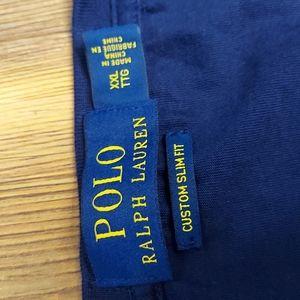 MADE IN
CHINA
FABRIQUÉ EN
CHINE
XXL
TTG
POLO
RALPH LAUREN
CUSTOM SLIM FIT